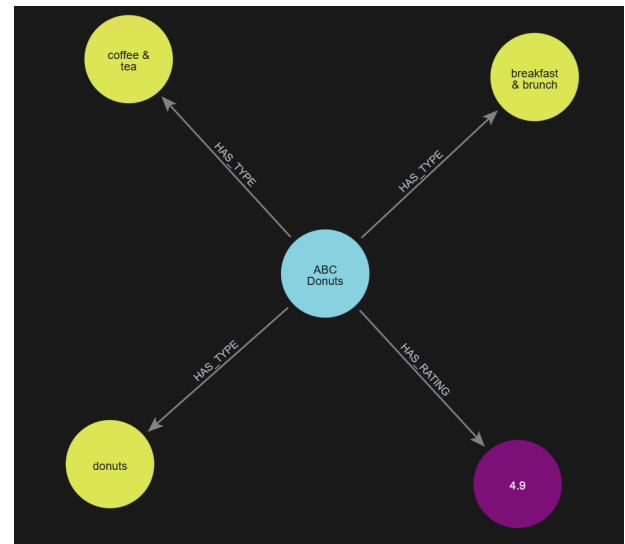 coffee &
tea
breakfast
& brunch
HAS_TYPE
HAS_TYPE
ABC
Donuts
HAS_TYPE
HAS_RATING
donuts
4.9